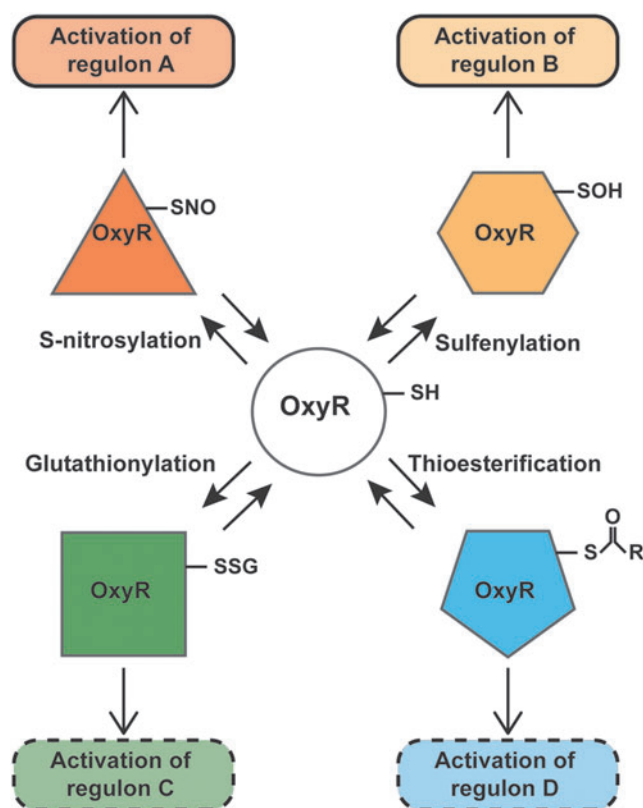 Activation of
regulon A
Activation of
regulon B
SNO
OxyR
SOH
OxyR
S-nitrosylation
Sulfenylation
SH
OxyR
Glutathionylation
Thioesterification
O
S
R
SSG
OxyR
OxyR
Activation of
regulon C
Activation of
regulon D